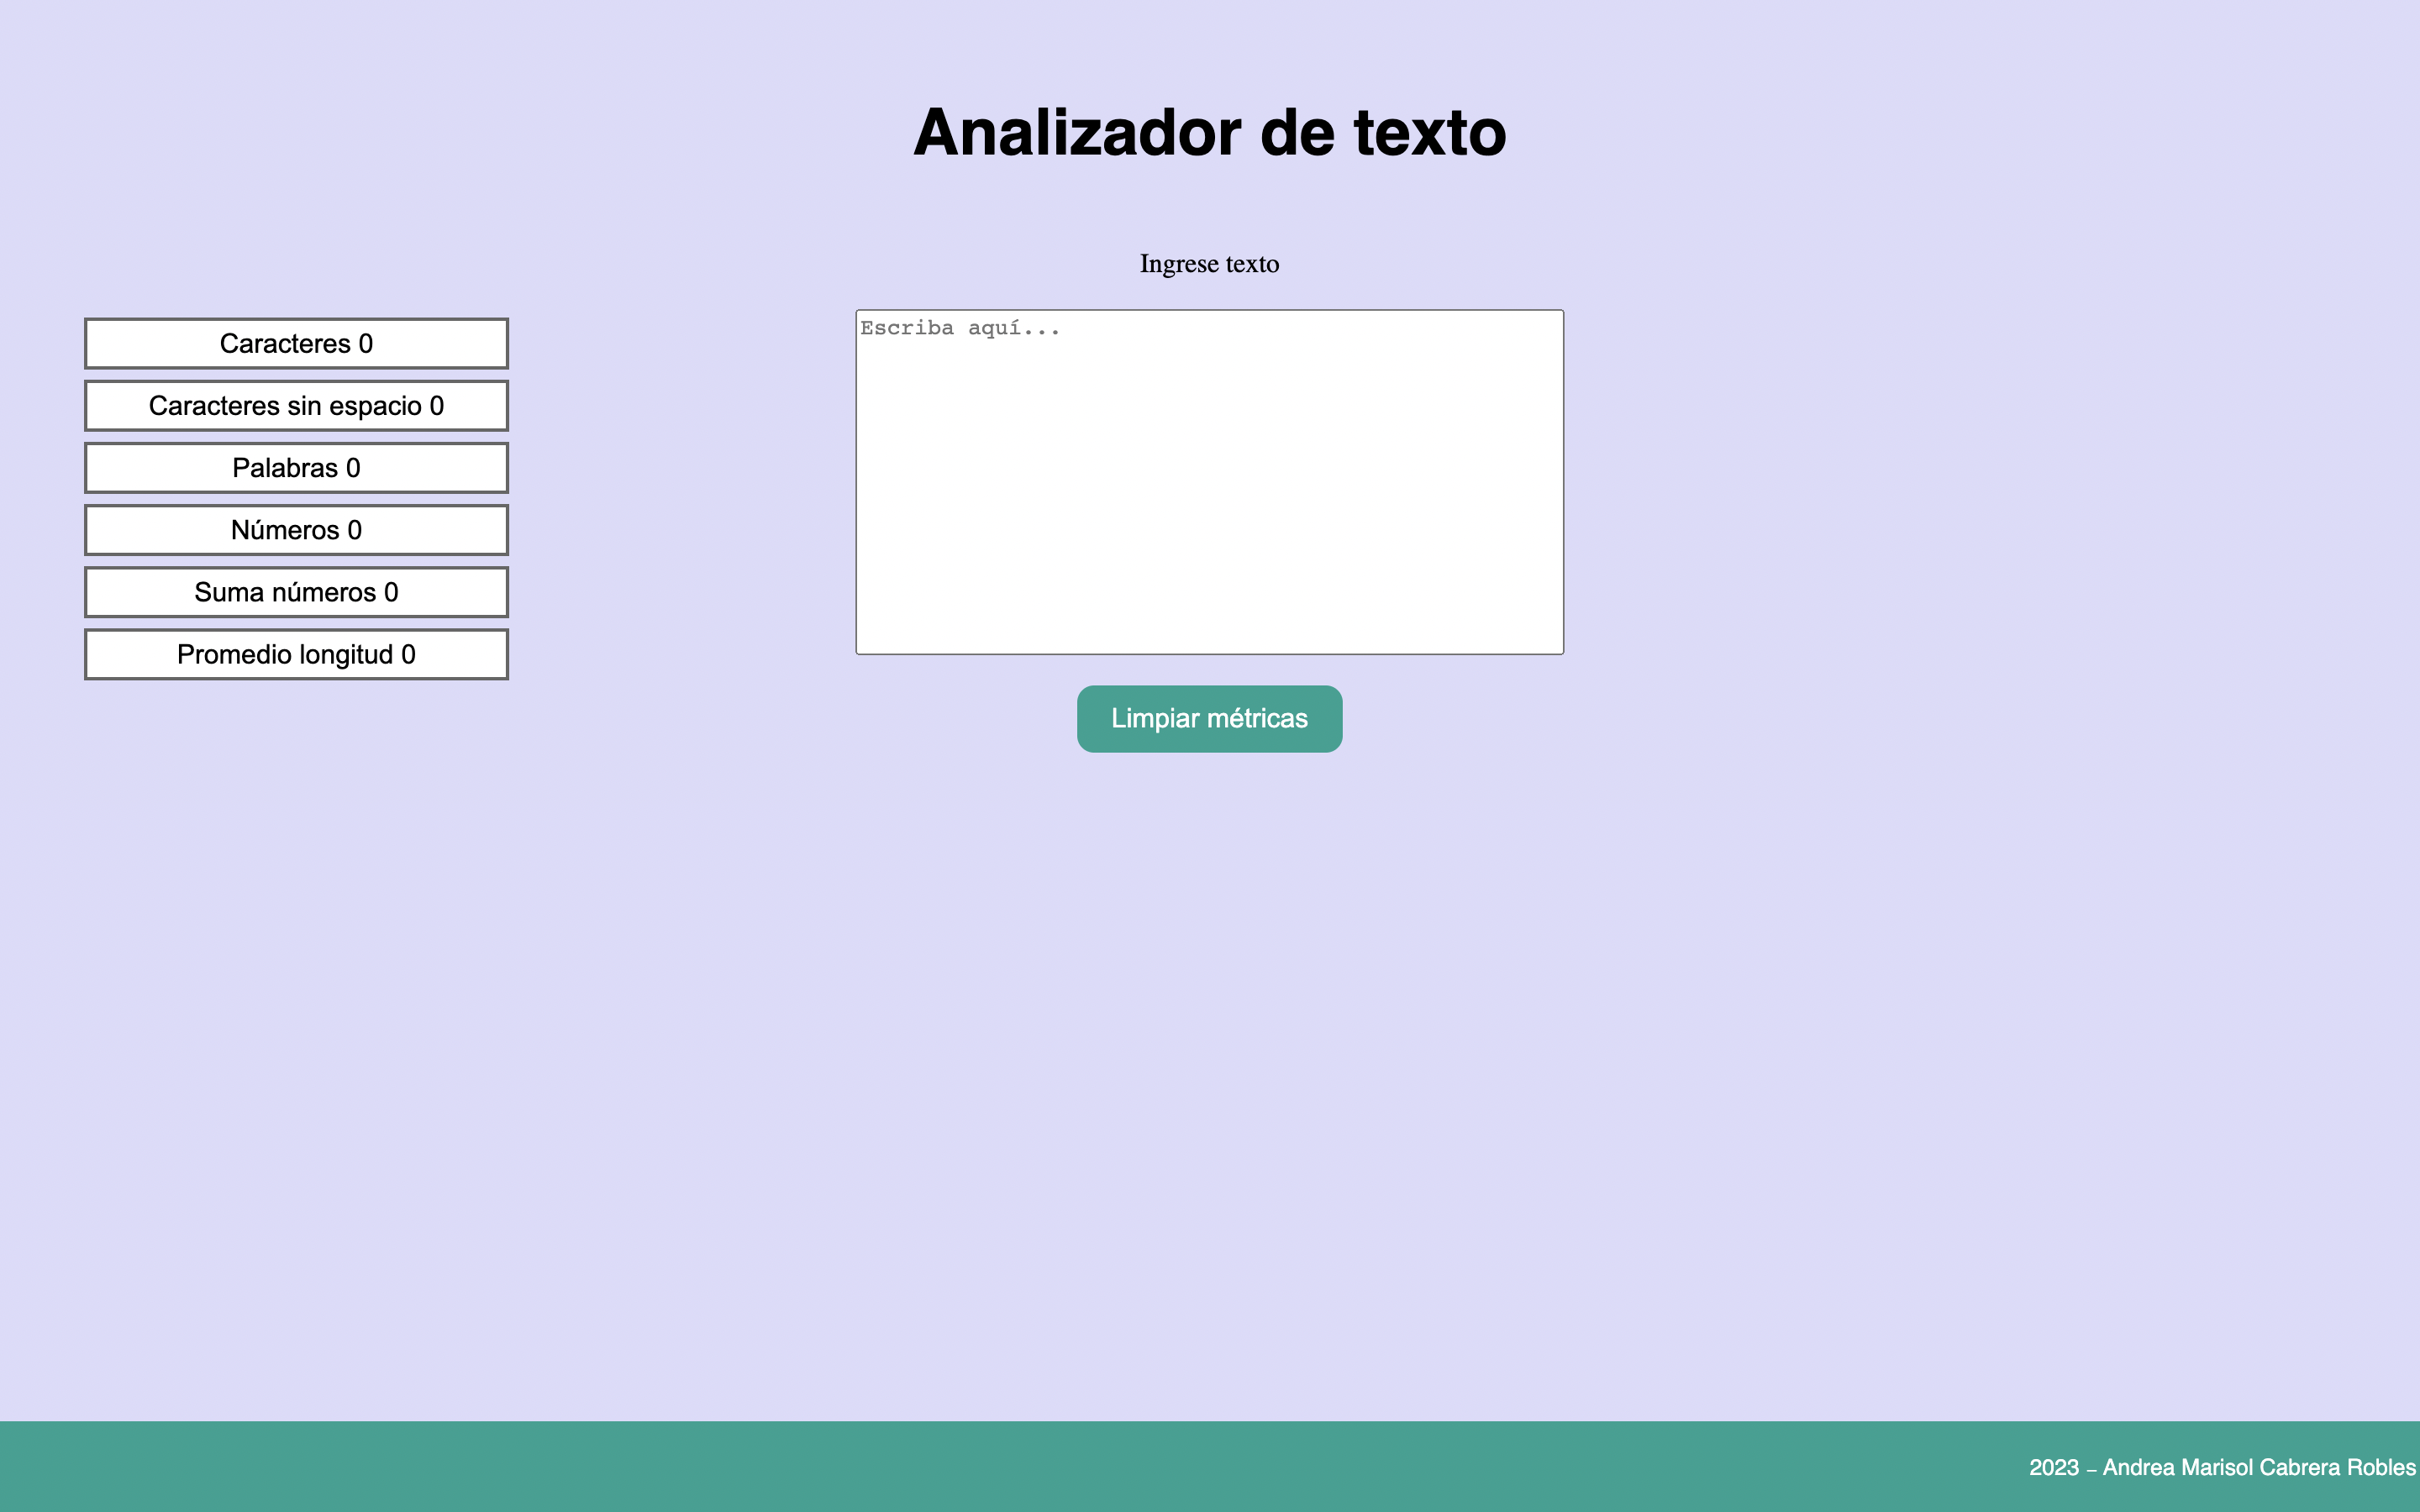 Analizador de texto
Ingrese texto
Escriba aquí...
Caracteres 0
Caracteres sin espacio 0
Palabras 0
Números 0
Suma números 0
Promedio longitud 0
Limpiar métricas
2023 – Andrea Marisol Cabrera Robles